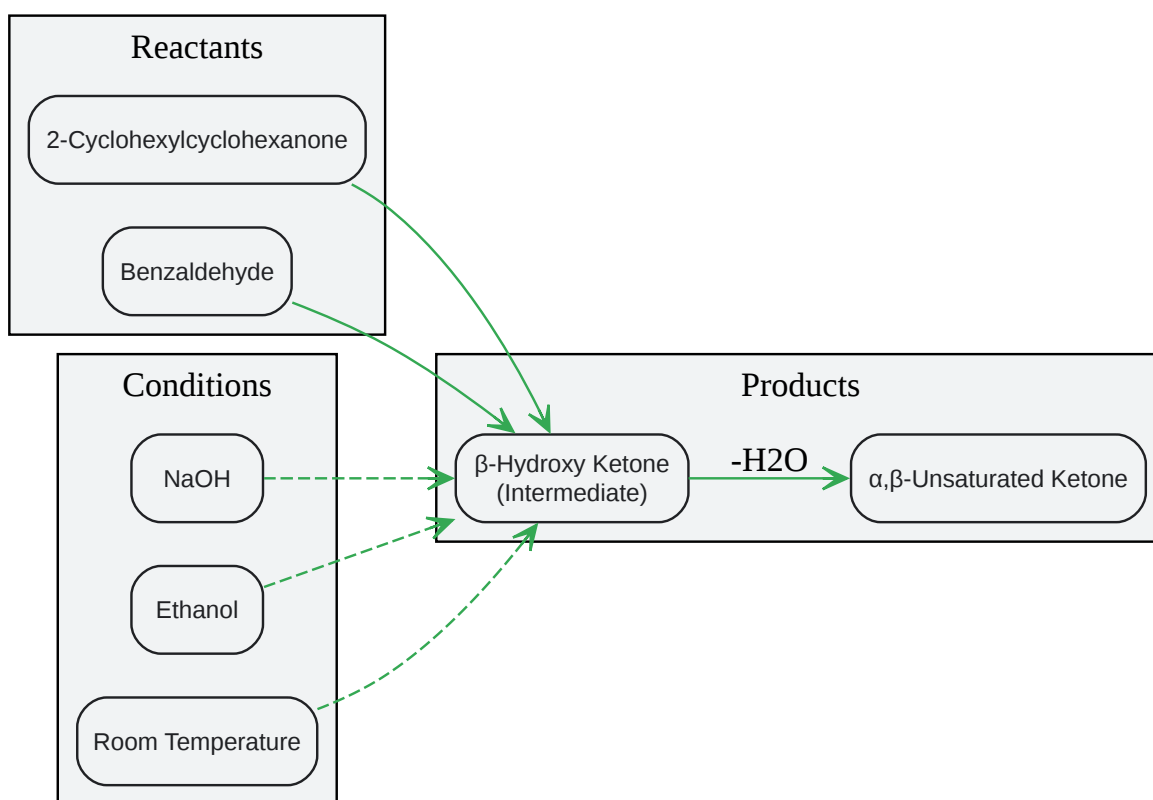 Reactants
2-Cyclohexylcyclohexanone
Benzaldehyde
Conditions
NaOH
Ethanol
Room Temperature
Products
β-Hydroxy Ketone
(Intermediate)
-H2O
α,β-Unsaturated Ketone